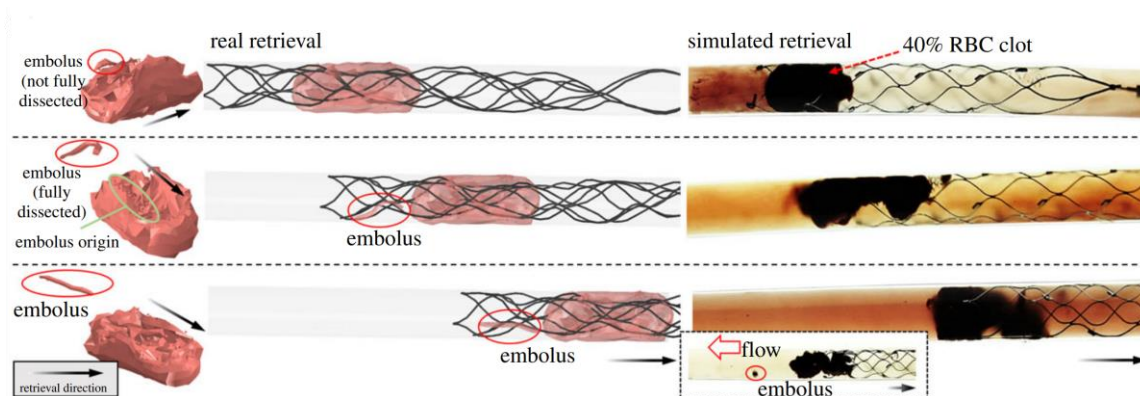 real retrieval
simulated retrieval
40% RBC clot
embolus
(not fully
dissected)
embolus
(fully
dissected)
embolus origin
embolus
embolus
embolus
flow
embolus
retrieval direction